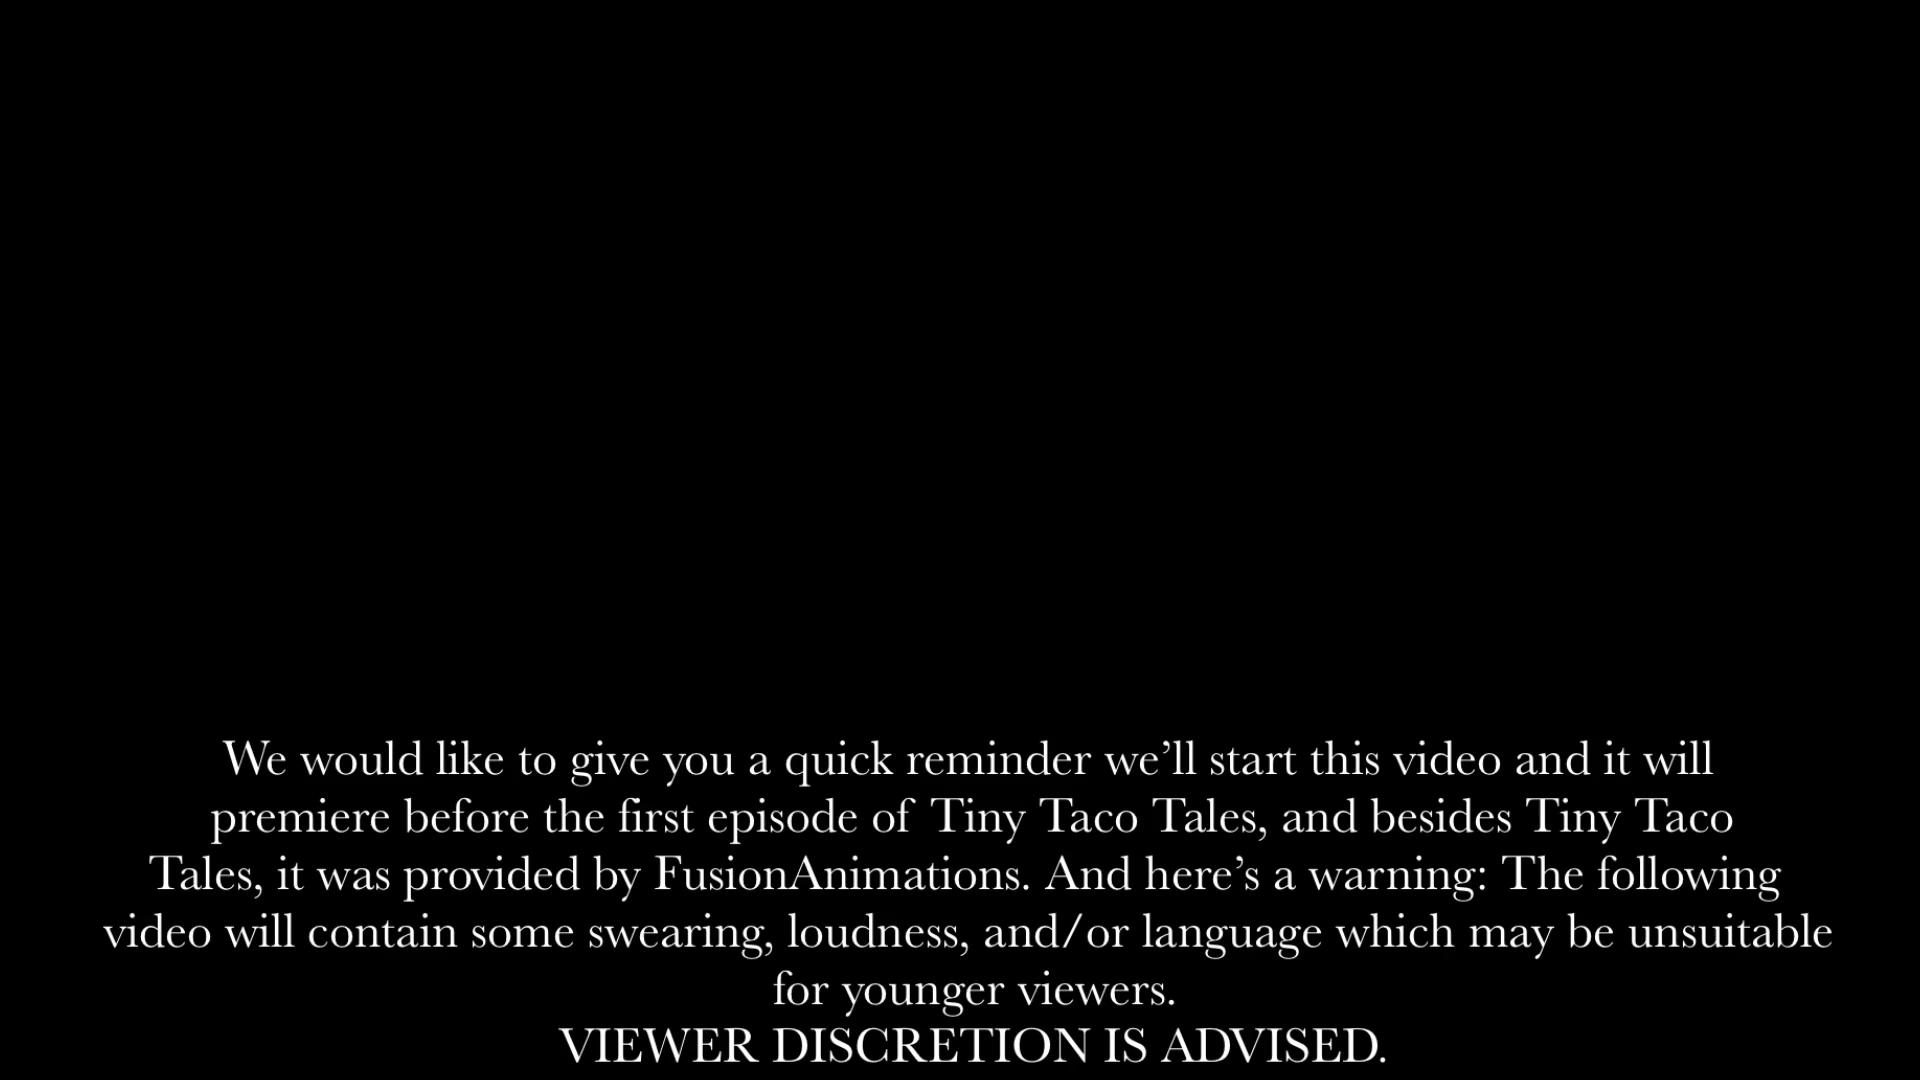 We would like to give you a quick reminder we’ll start this video and it will
premiere before the first episode of Tiny Taco Tales, and besides Tiny Taco
Tales, it was provided by FusionAnimations. And here’s a warning: The following
video will contain some swearing, loudness, and/or language which may be unsuitable
for younger viewers.
VIEWER DISCRETION IS ADVISED.